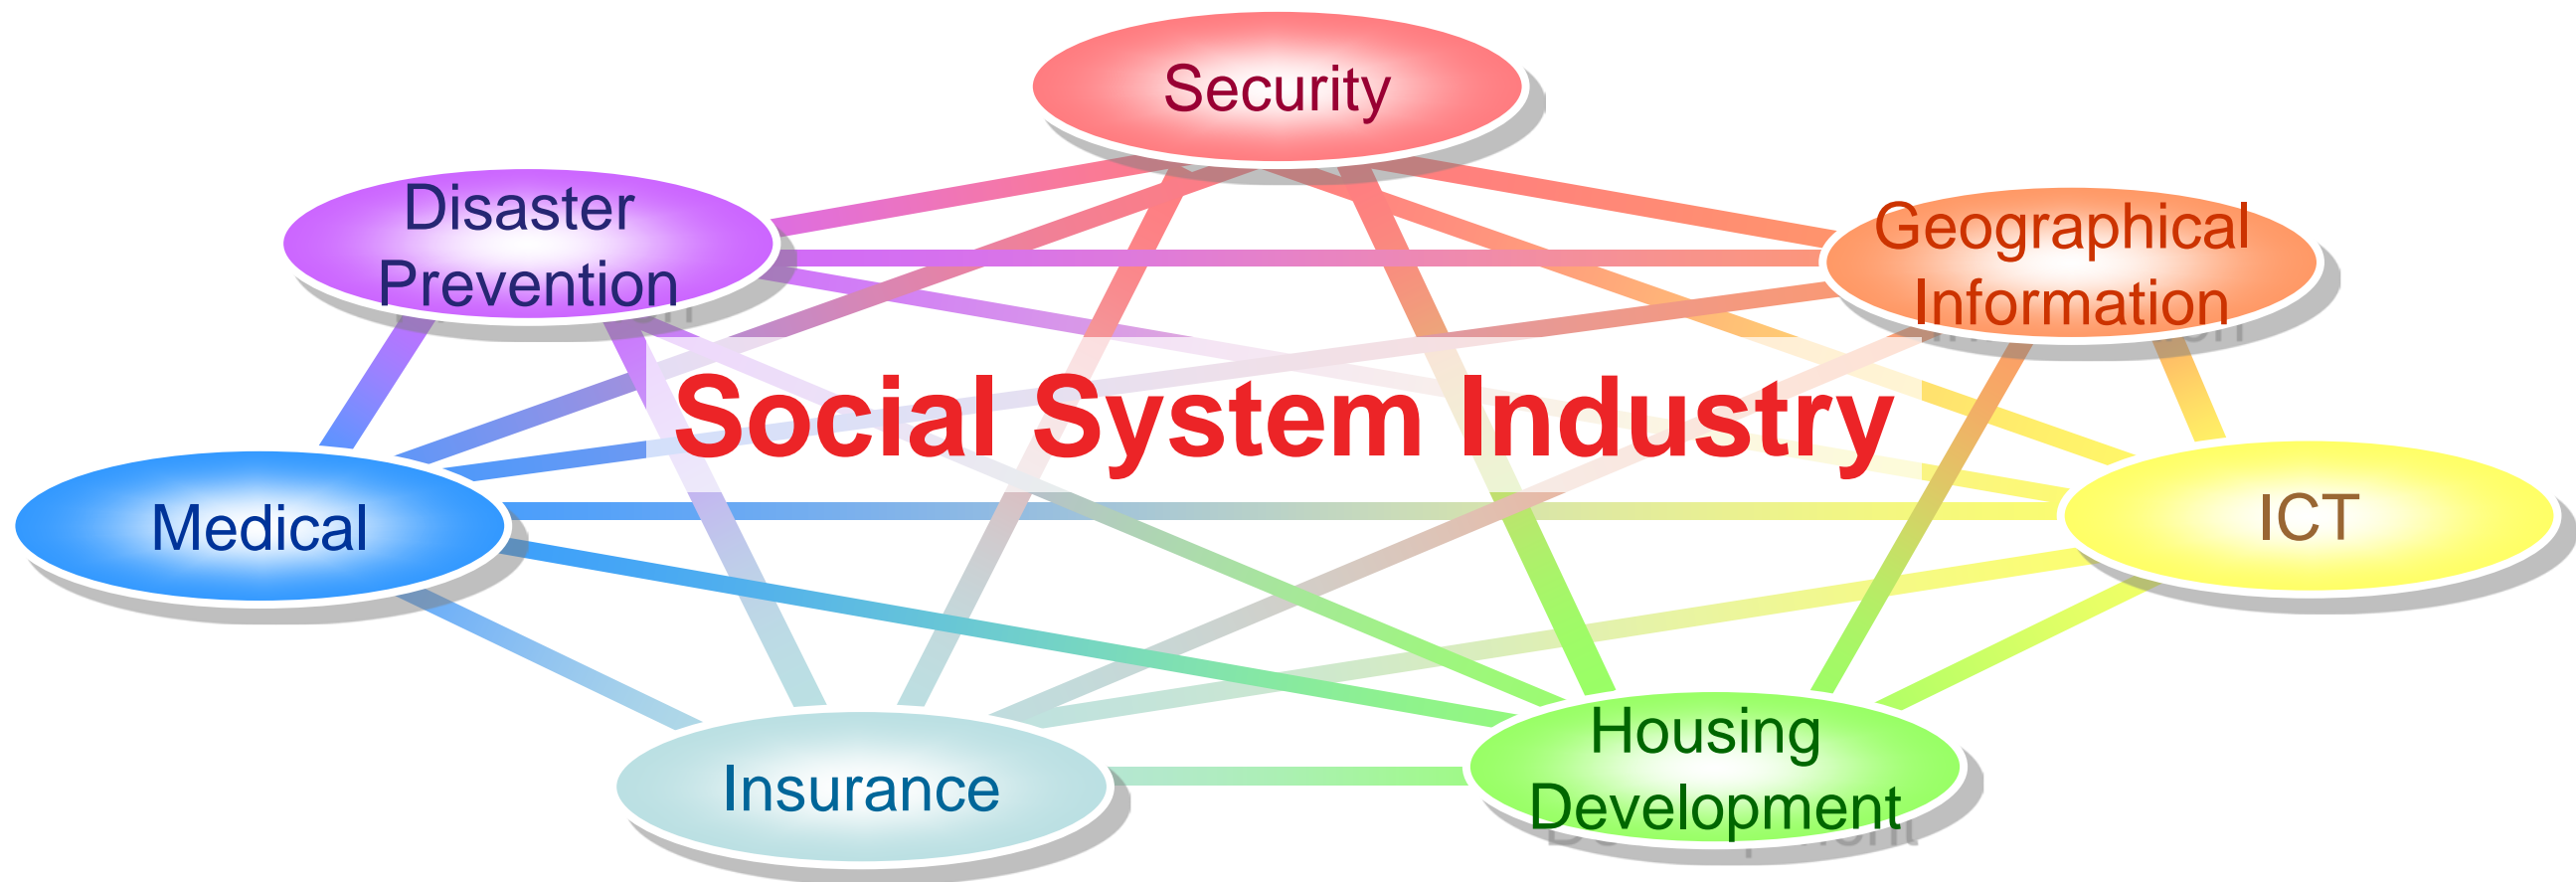 Security
Disaster
Prevention
Geographical
Information
Social System Industry
Medical
ICT
Insurance
Housing
Development